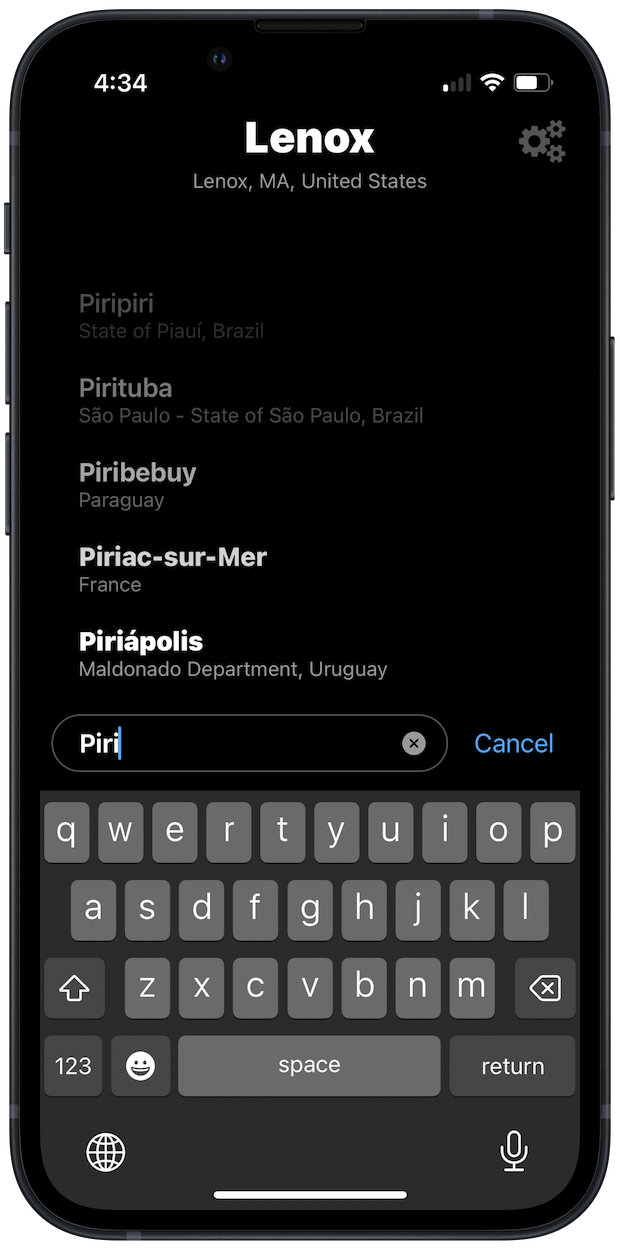 4:34
Lenox
Lenox, MA, United States
Piripiri
State of Piauí, Brazil
Pirituba
São Paulo - State of São Paulo, Brazil
Piribebuy
Paraguay
Piriac-sur-Mer
France
Piriápolis
Maldonado Department, Uruguay
Piri
Cancel
q w e r t y u i o p
a s d f g h j k l
z x c v b n m
123 space return